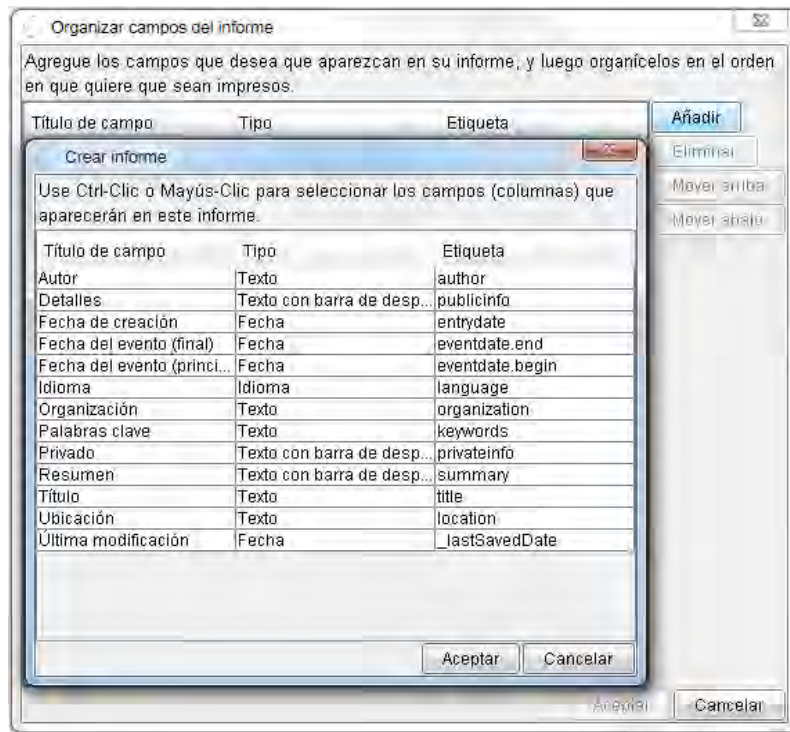 Organizar campos del informe
Agregue los campos que desea que aparezcan en su informe, y luego organícelos en el orden
en que quiere que sean impresos.
Título de campo Tipo Etiqueta
Añadir
Eliminar
Mover arriba
Mover abajo
Crear informe
Use Ctrl-Clic o Mayús-Clic para seleccionar los campos (columnas) que
aparecerán en este informe.
Título de campo Tipo Etiqueta
Autor Texto author
Detalles Texto con barra de desp... publicinfo
Fecha de creación Fecha entrydate
Fecha del evento (final) Fecha eventdate.end
Fecha del evento (princi... Fecha eventdate.begin
Idioma Idioma language
Organización Texto organization
Palabras clave Texto keywords
Privado Texto con barra de desp... privateinfo
Resumen Texto con barra de desp... summary
Título Texto title
Ubicación Texto location
Última modificación Fecha _lastSavedDate
Aceptar Cancelar
Aceptar Cancelar